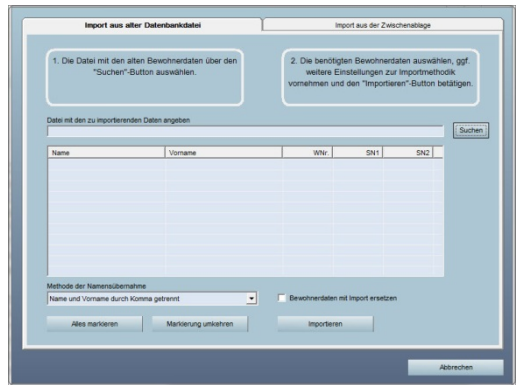 Import aus alter Datenbankdatei
Import aus der Zwischenablage
1. Die Datei mit den alten Bewohnerdaten über den
"Suchen"-Button auswählen.
2. Die benötigten Bewohnerdaten auswählen, ggf.
weitere Einstellungen zur Importmethodik
vornehmen und den "Importieren"-Button betätigen.
Datei mit den zu importierenden Daten angeben
Suchen
Name Vorname WNr. SN1 SN2
Methode der Namensübernahme
Name und Vorname durch Komma getrennt
Bewohnerdaten mit Import ersetzen
Alles markieren
Markierung umkehren
Importieren
Abbrechen